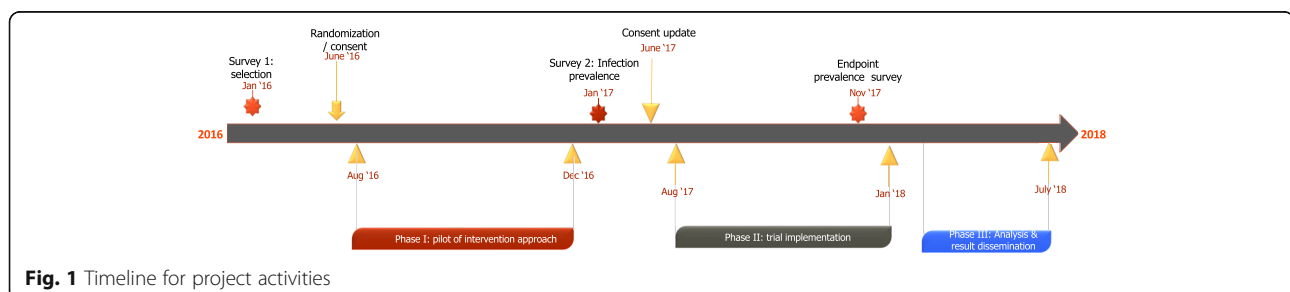 Randomization
/ consent
June ‘16
Survey 1:
selection
Jan ‘16
Consent update
June ‘17
Survey 2: Infection
prevalence
Jan ‘17
Endpoint
prevalence survey
Nov ‘17
2016
2018
Aug ‘16
Dec ‘16
Aug ‘17
Jan ‘18
July ‘18
Phase I: pilot of intervention approach
Phase II: trial implementation
Phase III: Analysis &
result dissemination
Fig. 1 Timeline for project activities